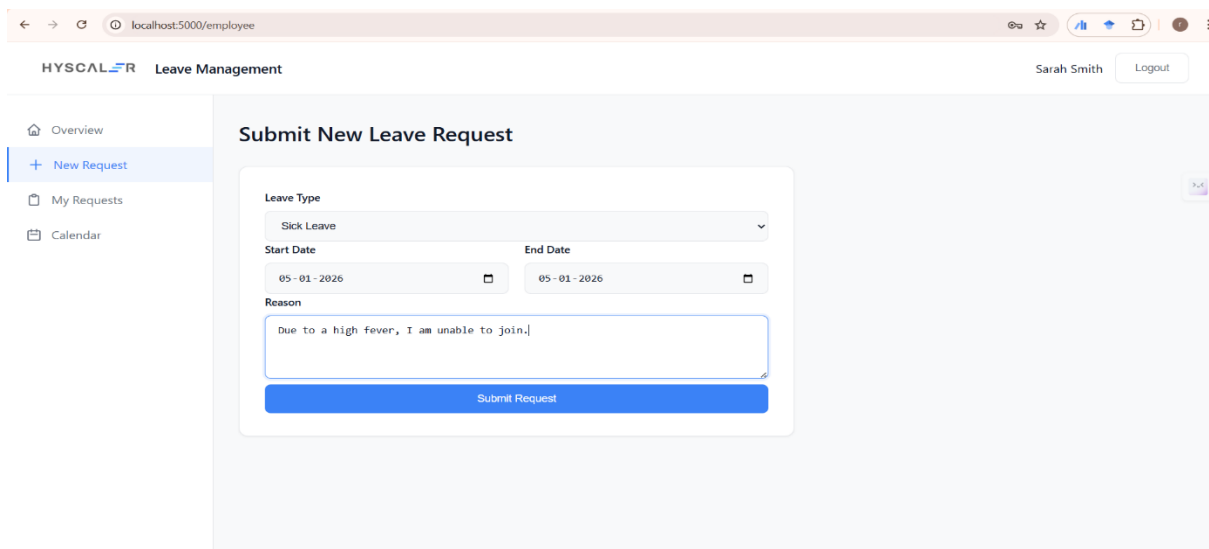 localhost:5000/employee
HYSCALER Leave Management
Sarah Smith
Logout
Overview
New Request
My Requests
Calendar
Submit New Leave Request
Leave Type
Sick Leave
Start Date
End Date
05-01-2026
05-01-2026
Reason
Due to a high fever, I am unable to join.
Submit Request